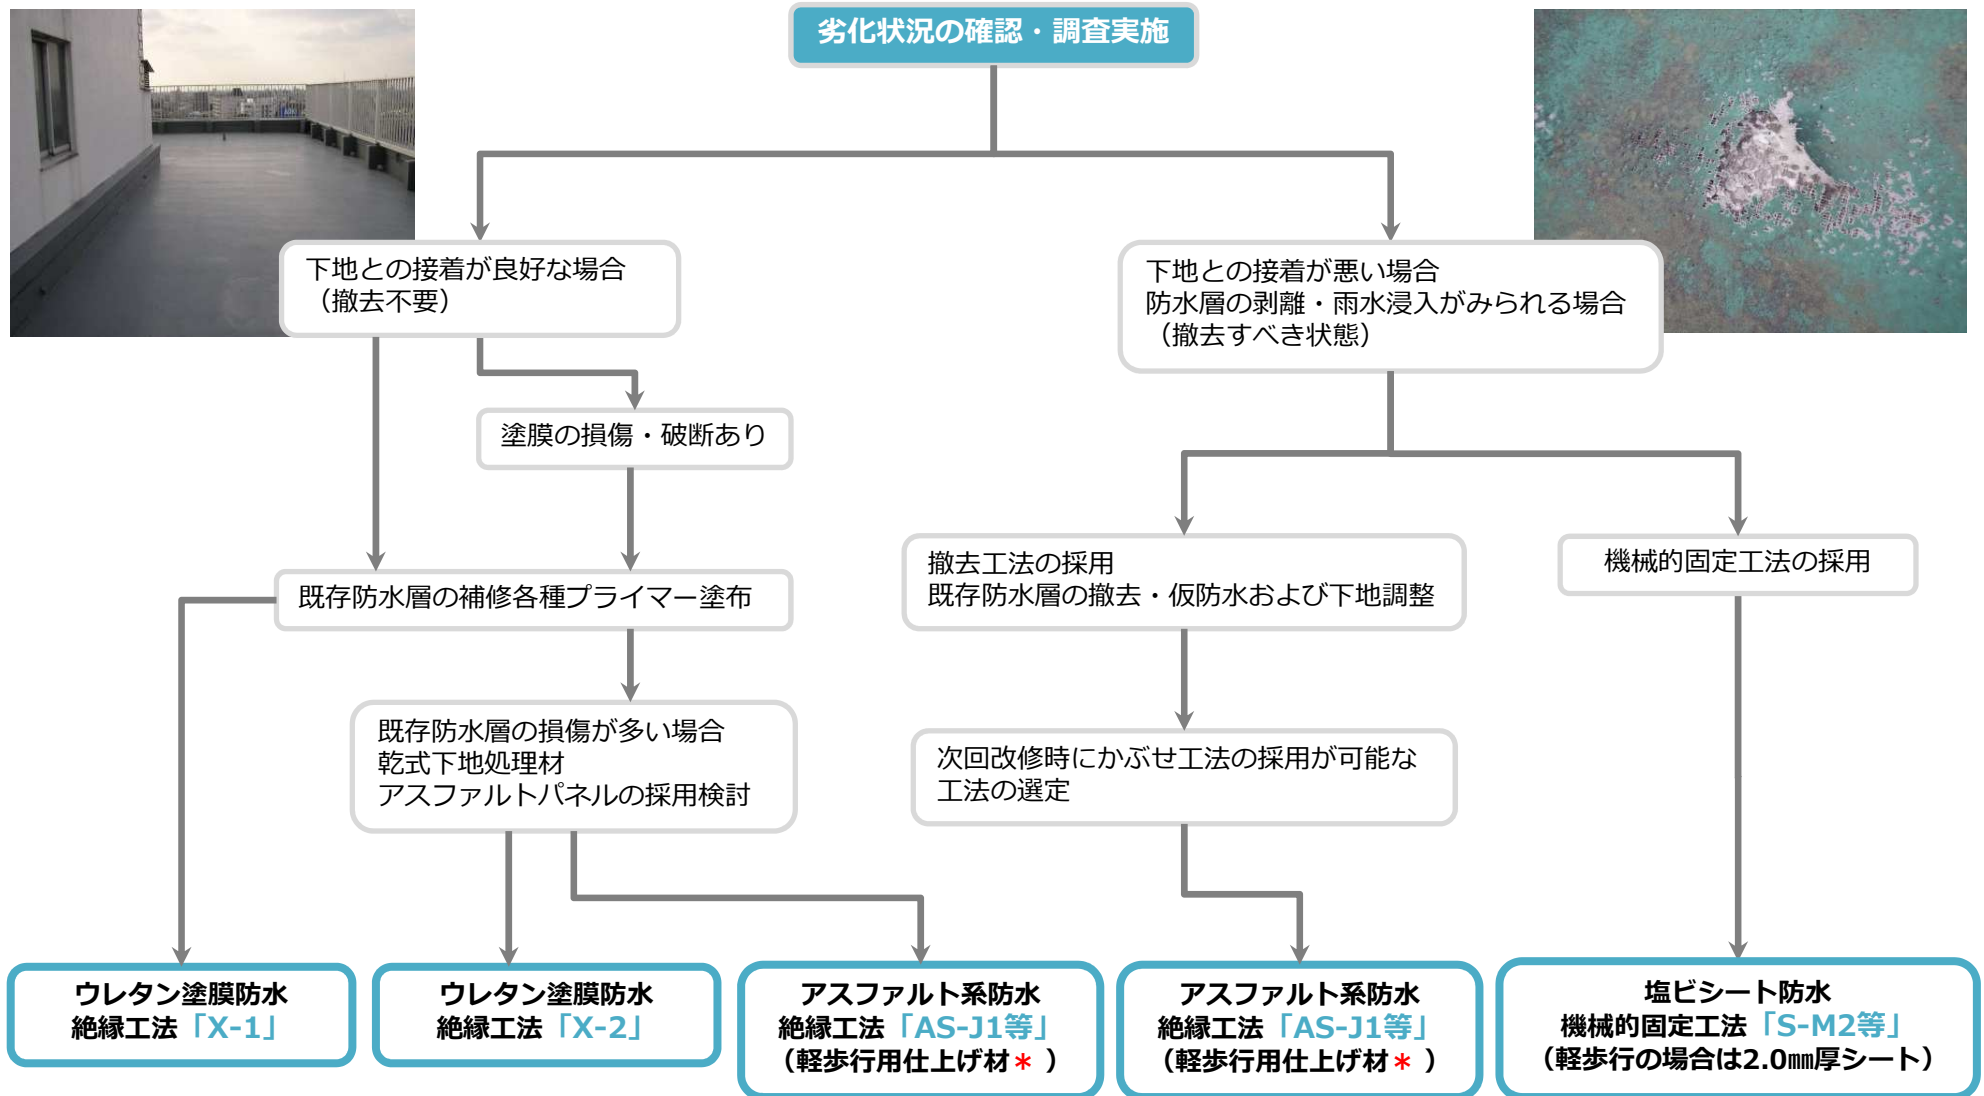 劣化状況の確認・調査実施
下地との接着が良好な場合
（撤去不要）
下地との接着が悪い場合
防水層の剥離・雨水浸入がみられる場合
（撤去すべき状態）
塗膜の損傷・破断あり
既存防水層の補修各種プライマー塗布
撤去工法の採用
既存防水層の撤去・仮防水および下地調整
機械的固定工法の採用
既存防水層の損傷が多い場合
乾式下地処理材
アスファルトパネルの採用検討
次回改修時にかぶせ工法の採用が可能な
工法の選定
ウレタン塗膜防水
絶縁工法「X-1」
ウレタン塗膜防水
絶縁工法「X-2」
アスファルト系防水
絶縁工法「AS-J1等」
（軽歩行用仕上げ材＊）
アスファルト系防水
絶縁工法「AS-J1等」
（軽歩行用仕上げ材＊）
塩ビシート防水
機械的固定工法「S-M2等」
（軽歩行の場合は2.0㎜厚シート）